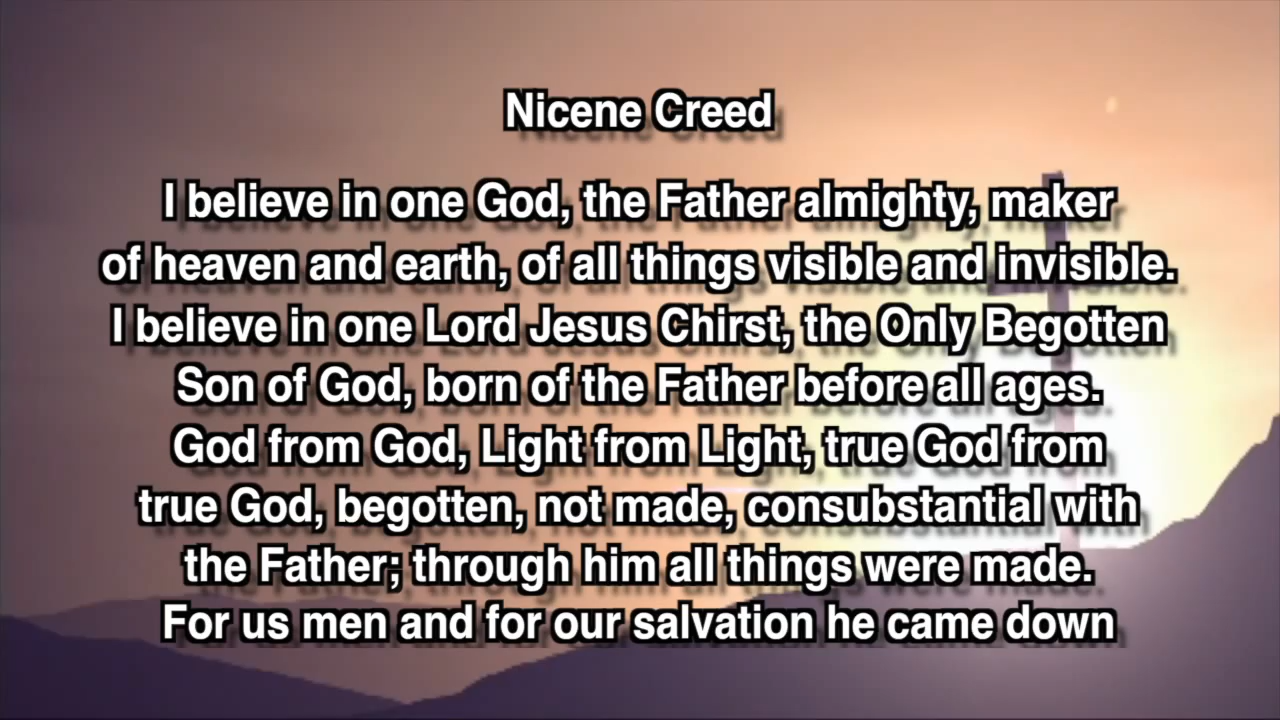 Nicene Creed
I believe in one God, the Father almighty, maker
of heaven and earth, of all things visible and invisible.
I believe in one Lord Jesus Chirst, the Only Begotten
Son of God, born of the Father before all ages.
God from God, Light from Light, true God from
true God, begotten, not made, consubstantial with
the Father; through him all things were made.
For us men and for our salvation he came down